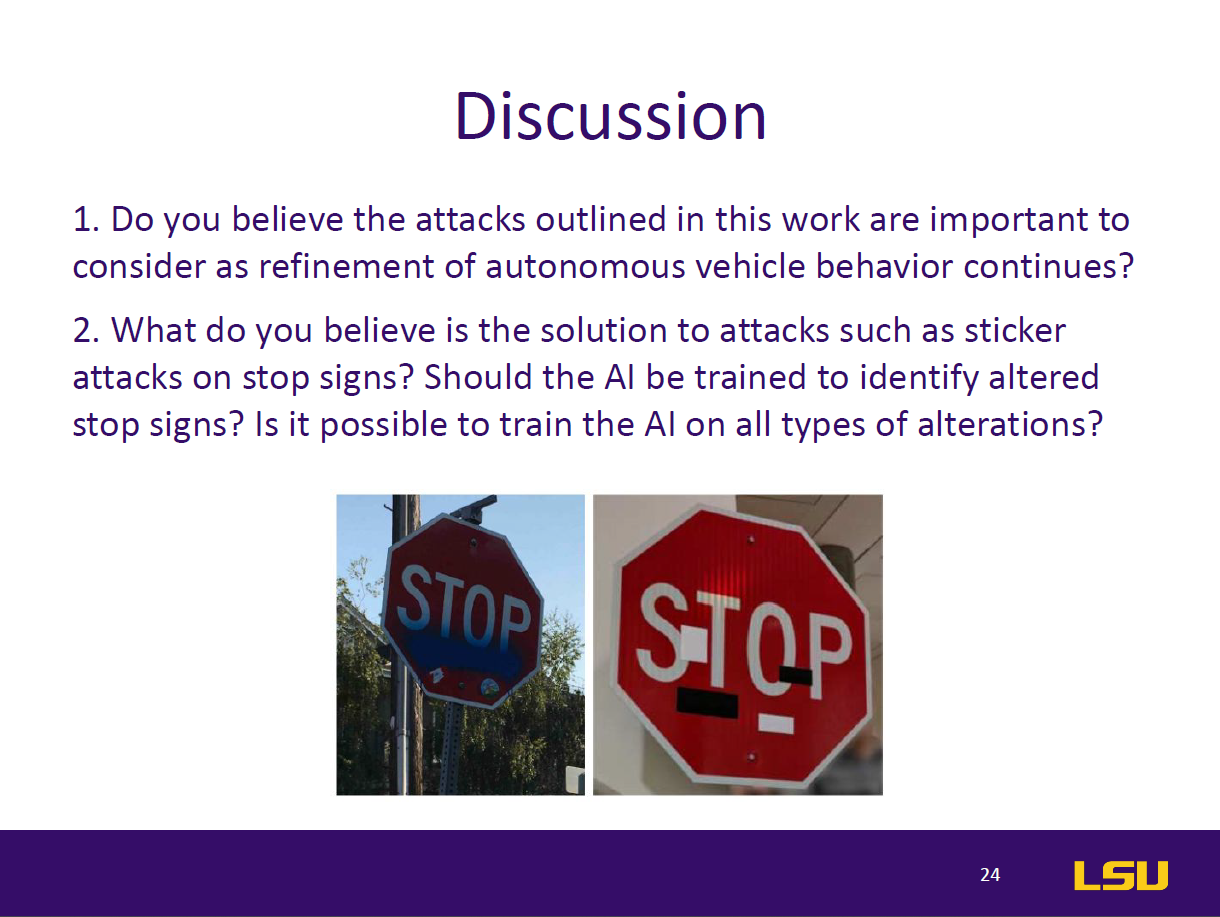 Discussion
1. Do you believe the attacks outlined in this work are important to
consider as refinement of autonomous vehicle behavior continues?
2. What do you believe is the solution to attacks such as sticker
attacks on stop signs? Should the AI be trained to identify altered
stop signs? Is it possible to train the AI on all types of alterations?
STOP
STOP
24
LSU